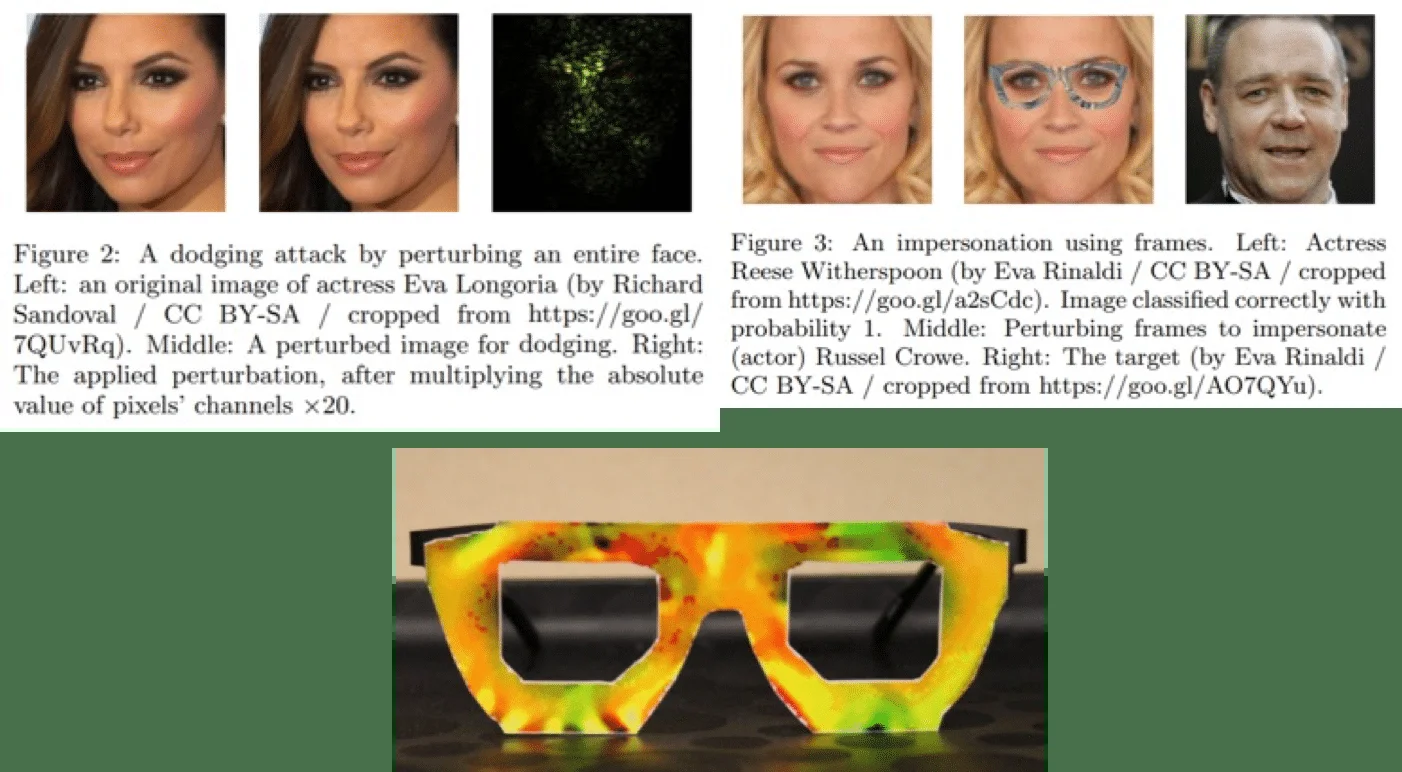 Figure 2: A dodging attack by perturbing an entire face.
Left: an original image of actress Eva Longoria (by Richard
Sandoval / CC BY-SA / cropped from https://goo.gl/
7QUvRq). Middle: A perturbed image for dodging. Right:
The applied perturbation, after multiplying the absolute
value of pixels' channels ×20.
Figure 3: An impersonation using frames. Left: Actress
Reese Witherspoon (by Eva Rinaldi / CC BY-SA / cropped
from https://goo.gl/a2sCdc). Image classified correctly with
probability 1. Middle: Perturbing frames to impersonate
(actor) Russel Crowe. Right: The target (by Eva Rinaldi /
CC BY-SA / cropped from https://goo.gl/AO7QYu).